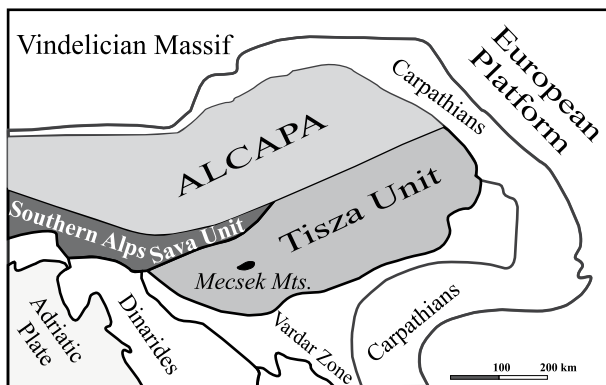 Vindelician Massif
European
Platform
Carpathians
ALCAPA
Tisza Unit
Southern Alps
Sava Unit
Mecsek Mts.
Adriatic
Plate
Dinarides
Vardar Zone
Carpathians
100
200 km